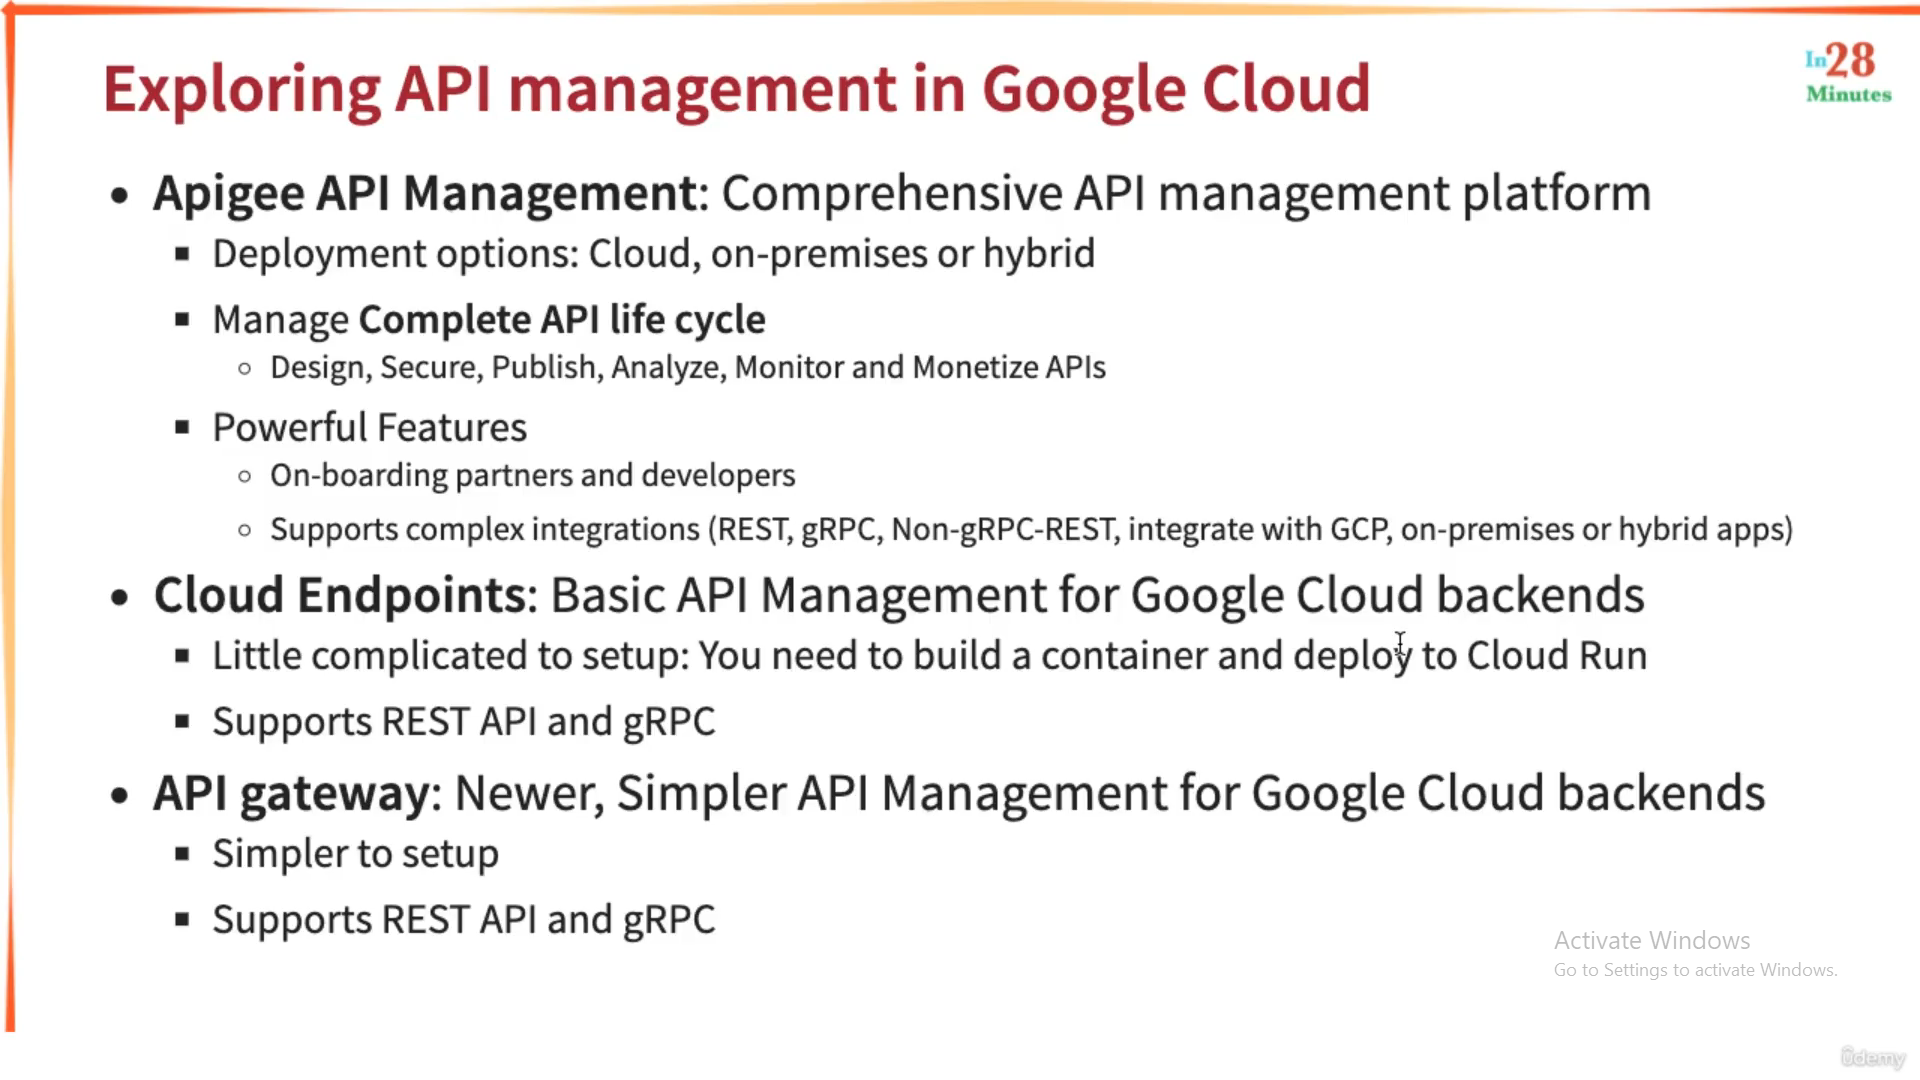 Exploring API management in Google Cloud
In28
Minutes
• Apigee API Management: Comprehensive API management platform
▪ Deployment options: Cloud, on-premises or hybrid
▪ Manage Complete API life cycle
○ Design, Secure, Publish, Analyze, Monitor and Monetize APIs
▪ Powerful Features
○ On-boarding partners and developers
○ Supports complex integrations (REST, gRPC, Non-gRPC-REST, integrate with GCP, on-premises or hybrid apps)
• Cloud Endpoints: Basic API Management for Google Cloud backends
▪ Little complicated to setup: You need to build a container and deploy to Cloud Run
▪ Supports REST API and gRPC
• API gateway: Newer, Simpler API Management for Google Cloud backends
▪ Simpler to setup
▪ Supports REST API and gRPC
Activate Windows
Go to Settings to activate Windows.
ûdemy